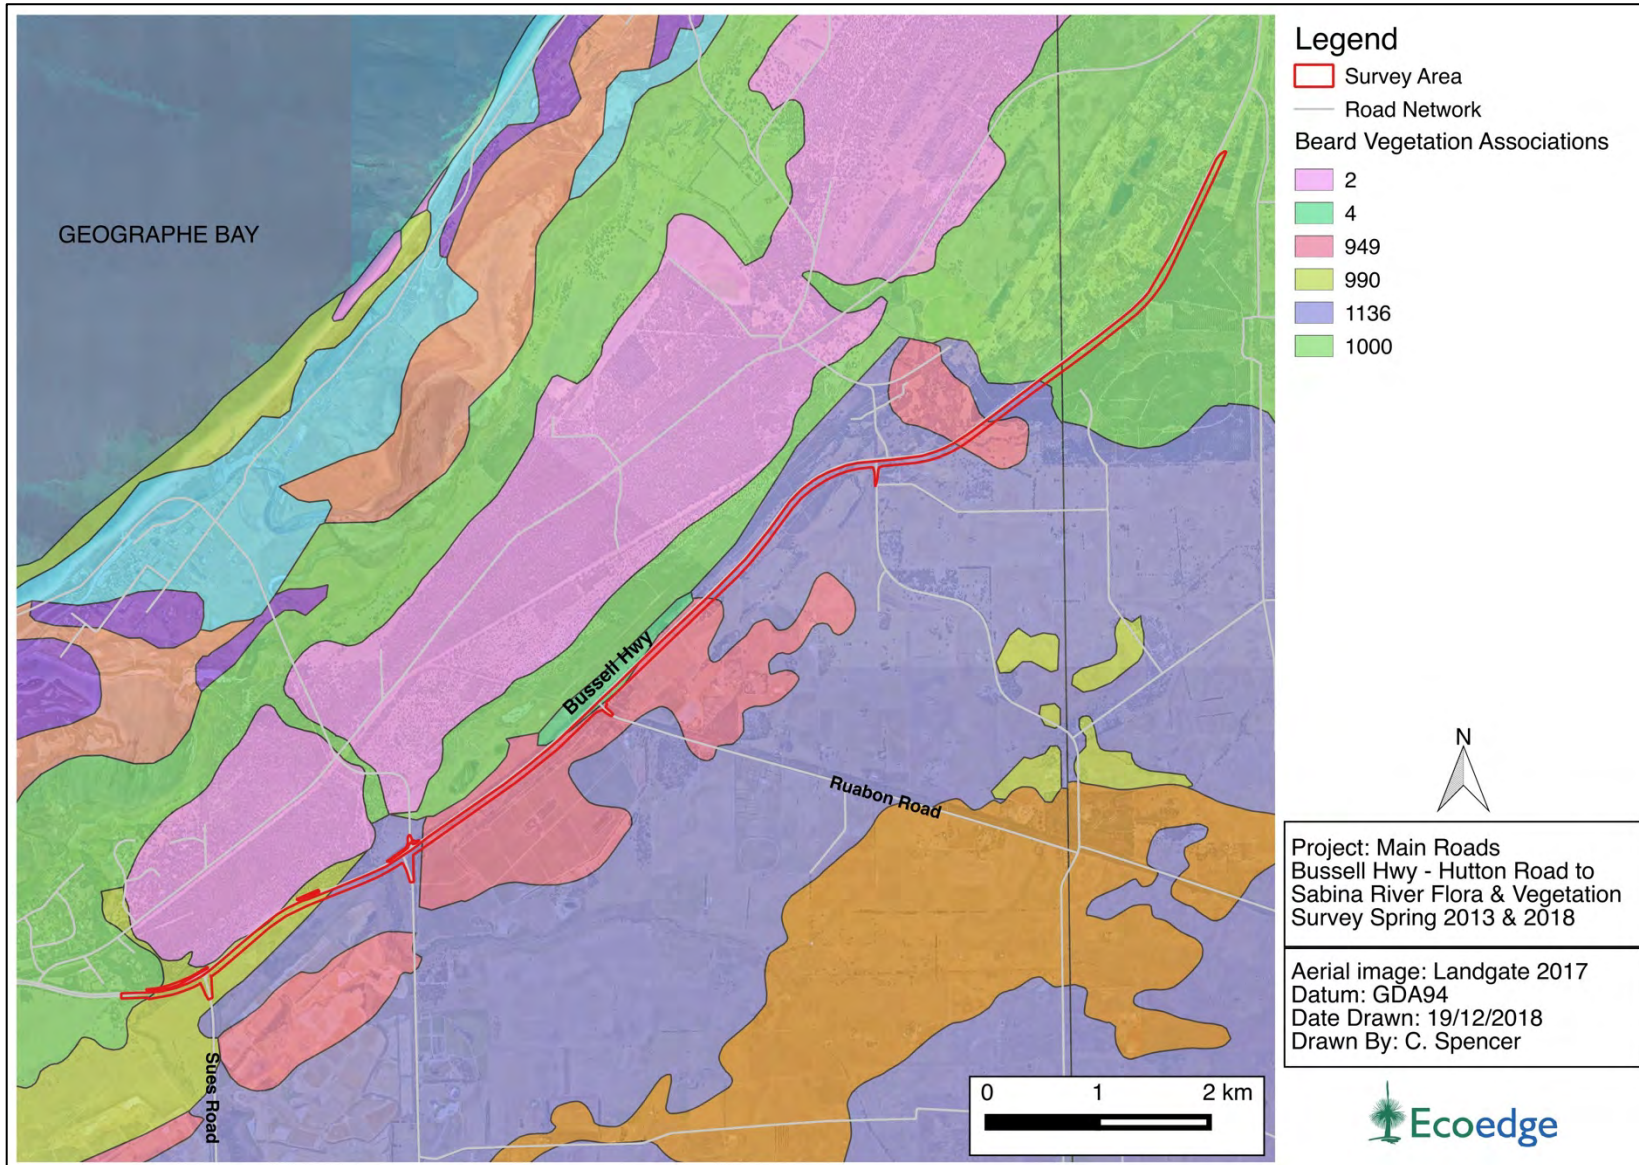 GEOGRAPHE BAY
Bussell Hwy
Ruabon Road
Sues Road
0 1 2 km
Legend
Survey Area
Road Network
Beard Vegetation Associations
2
4
949
990
1136
1000
N
Project: Main Roads
Bussell Hwy - Hutton Road to
Sabina River Flora & Vegetation
Survey Spring 2013 & 2018
Aerial image: Landgate 2017
Datum: GDA94
Date Drawn: 19/12/2018
Drawn By: C. Spencer
Ecoedge